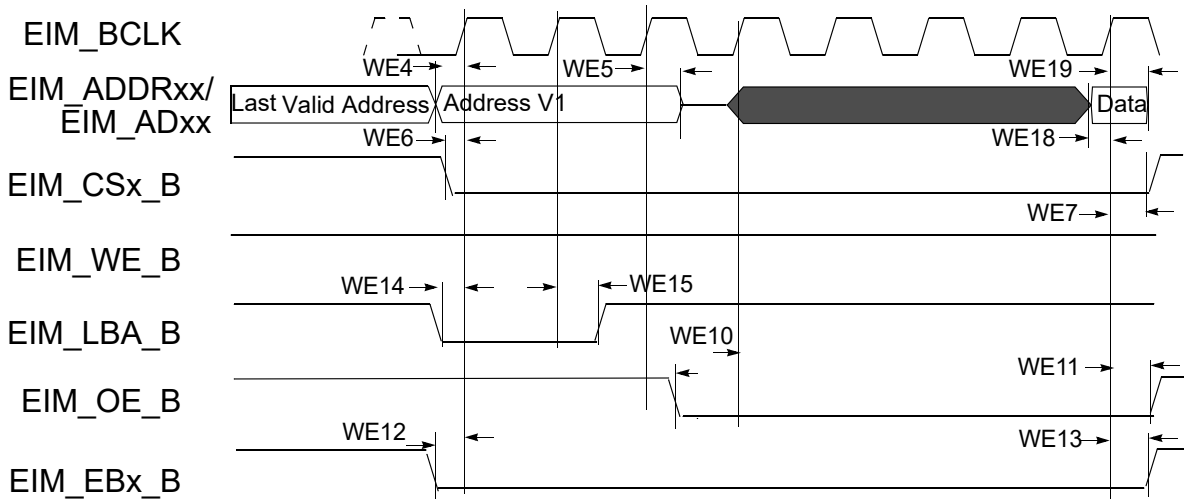 EIM_BCLK
WE4 WE5 WE19
EIM_ADDRxx/
EIM_ADxx
Last Valid Address Address V1 Data
WE6 WE18
EIM_CSx_B
WE7
EIM_WE_B
WE14 WE15
EIM_LBA_B
WE10
WE11
EIM_OE_B
WE12 WE13
EIM_EBx_B